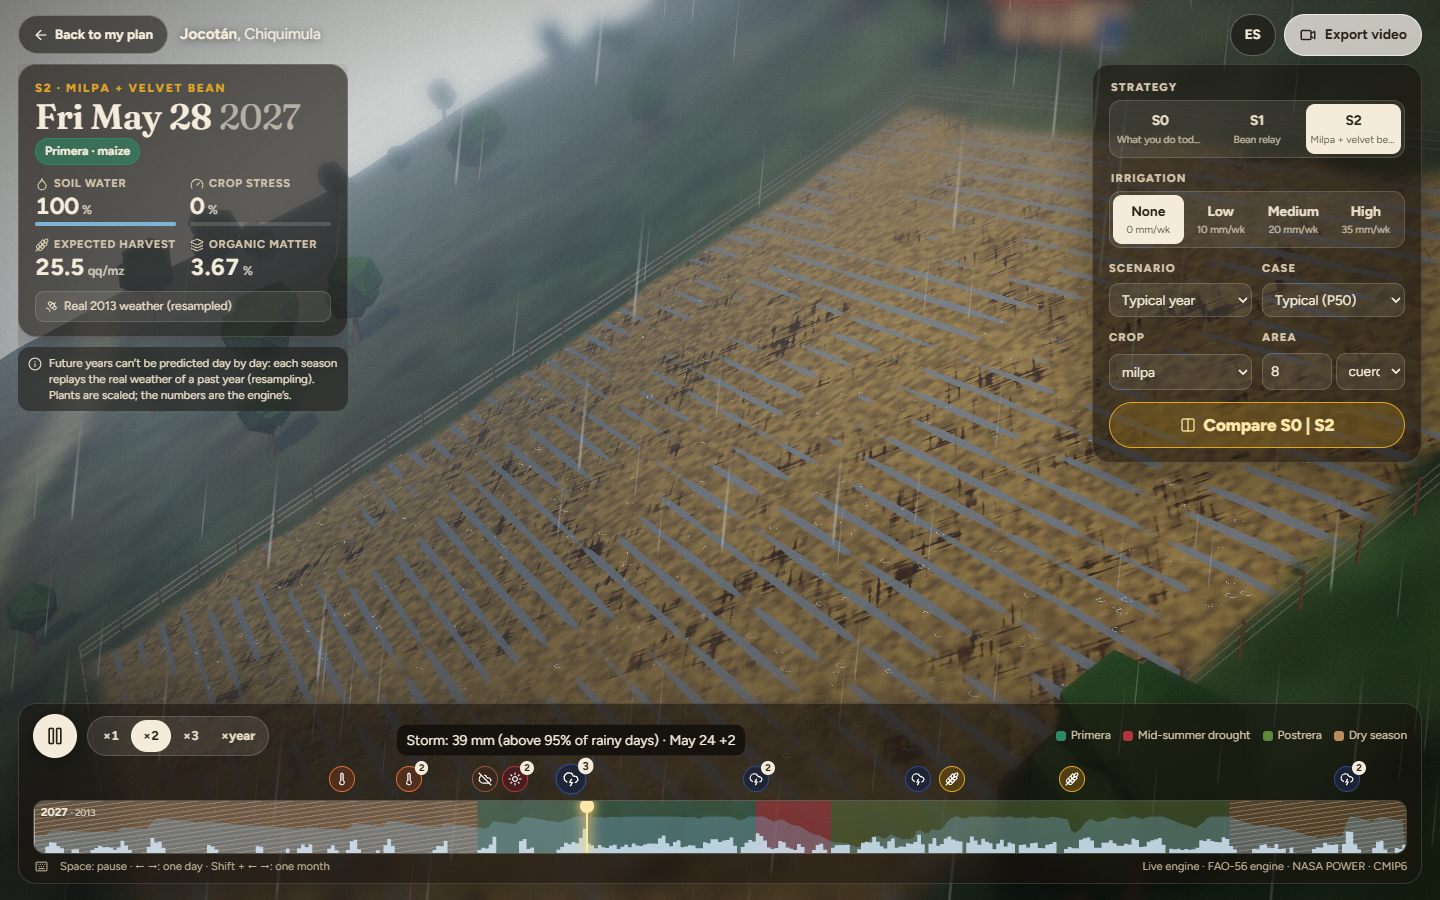 Back to my plan
Jocotán, Chiquimula
ES
Export video
S2 · MILPA + VELVET BEAN
Fri May 28 2027
Primera · maize
SOIL WATER
100 %
CROP STRESS
0 %
EXPECTED HARVEST
25.5 qq/mz
ORGANIC MATTER
3.67 %
Real 2013 weather (resampled)
Future years can't be predicted day by day: each season
replays the real weather of a past year (resampling).
Plants are scaled; the numbers are the engine's.
STRATEGY
S0
What you do tod...
S1
Bean relay
S2
Milpa + velvet be...
IRRIGATION
None
0 mm/wk
Low
10 mm/wk
Medium
20 mm/wk
High
35 mm/wk
SCENARIO
Typical year
CASE
Typical (P50)
CROP
milpa
AREA
8
cuerc
Compare S0 | S2
×1
×2
×3
×year
Storm: 39 mm (above 95% of rainy days) · May 24 +2
Primera
Mid-summer drought
Postrera
Dry season
2
2
3
2
2
2027 · 2013
Space: pause · ← →: one day · Shift + ← →: one month
Live engine · FAO-56 engine · NASA POWER · CMIP6